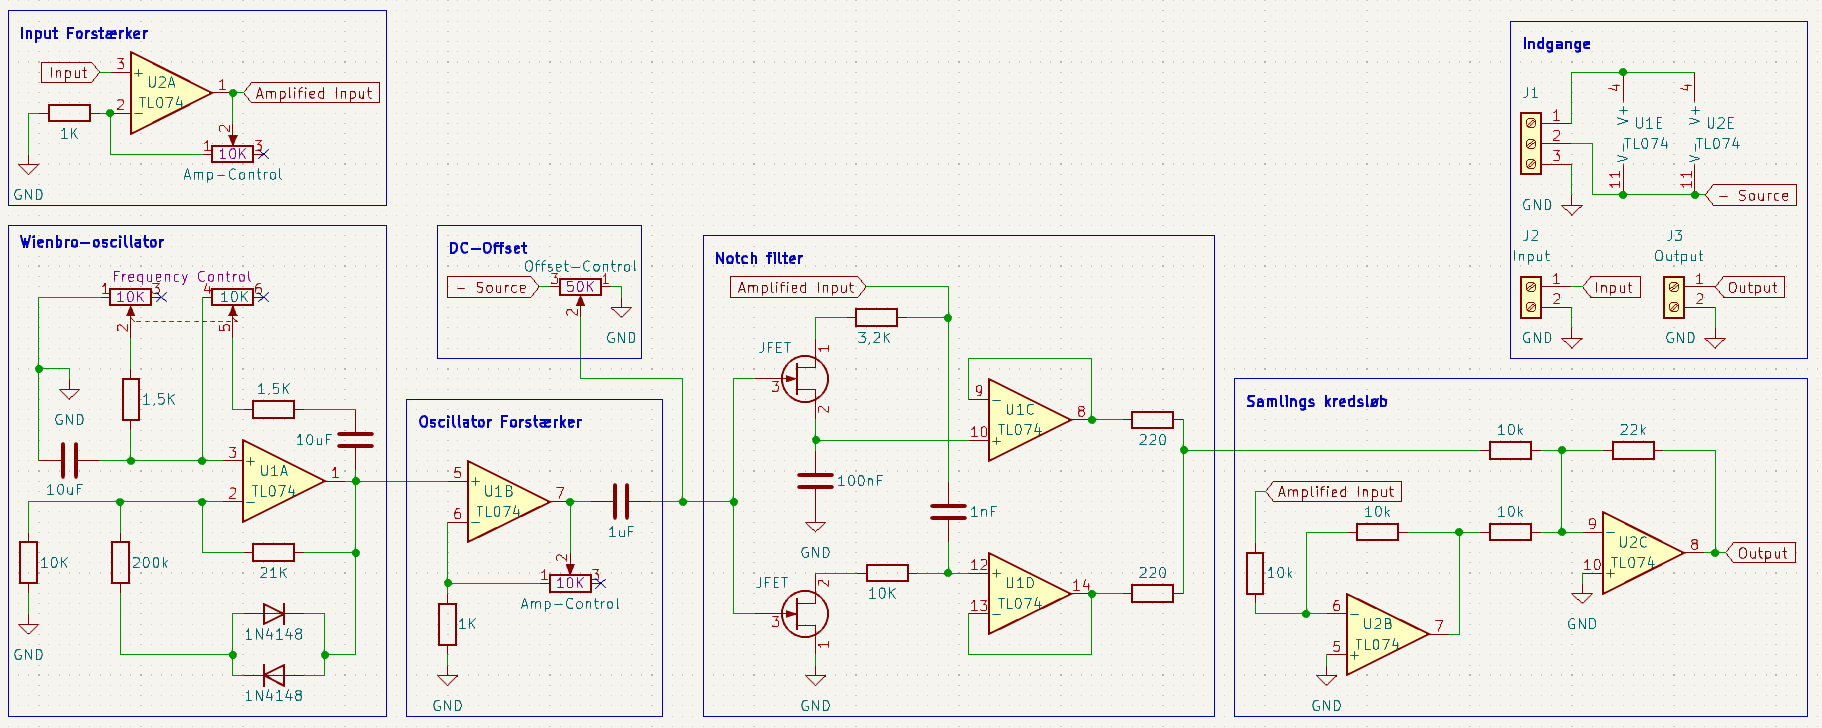 Input Forstærker
Input
3
+
U2A
TL074
1
Amplified Input
2
−
1K
2
1
10K
3
Amp-Control
GND
Wienbro-oscillator
Frequency Control
1
10K
3
4
10K
6
2
5
GND
1,5K
1,5K
10uF
10uF
3
+
U1A
TL074
1
2
−
10K
200k
21K
GND
1N4148
1N4148
DC-Offset
Offset-Control
- Source
3
50K
1
2
GND
Oscillator Forstærker
5
+
U1B
TL074
7
6
−
1uF
2
1
10K
3
Amp-Control
1K
GND
Notch filter
Amplified Input
3,2K
JFET
1
3
2
9
−
U1C
TL074
8
10
+
220
100nF
GND
1nF
JFET
2
3
1
10K
12
+
U1D
TL074
14
13
−
220
GND
Indgange
J1
1
2
3
GND
4
V+
U1E
TL074
V-
11
4
V+
U2E
TL074
V-
11
- Source
J2
Input
1
2
Input
GND
J3
Output
1
2
Output
GND
Samlings kredsløb
10k
22k
Amplified Input
10k
10k
10k
6
−
U2B
TL074
7
5
+
GND
9
−
U2C
TL074
8
10
+
GND
Output